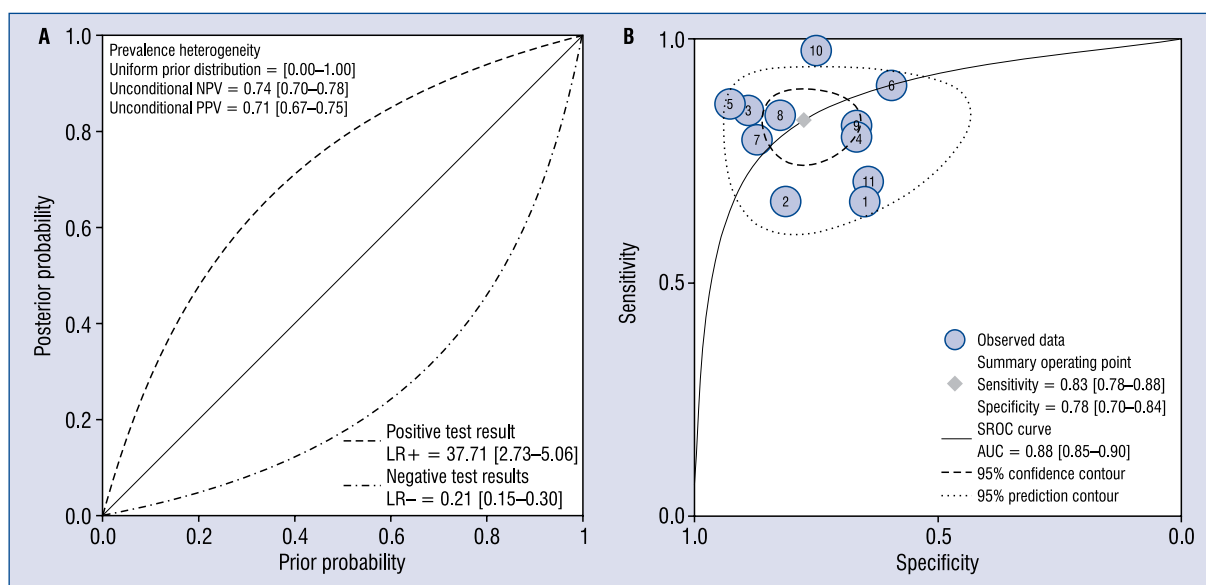 A
Prevalence heterogeneity
Uniform prior distribution = [0.00–1.00]
Unconditional NPV = 0.74 [0.70–0.78]
Unconditional PPV = 0.71 [0.67–0.75]
1.0
0.8
0.6
0.4
0.2
0.0
Posterior probability
Positive test result
LR+ = 37.71 [2.73–5.06]
Negative test results
LR– = 0.21 [0.15–0.30]
0.0
0.2
0.4
0.6
0.8
1
Prior probability
B
1.0
0.5
0.0
Sensitivity
10
6
5
3
8
9
4
7
11
2
1
Observed data
Summary operating point
Sensitivity = 0.83 [0.78–0.88]
Specificity = 0.78 [0.70–0.84]
SROC curve
AUC = 0.88 [0.85–0.90]
95% confidence contour
95% prediction contour
1.0
0.5
0.0
Specificity